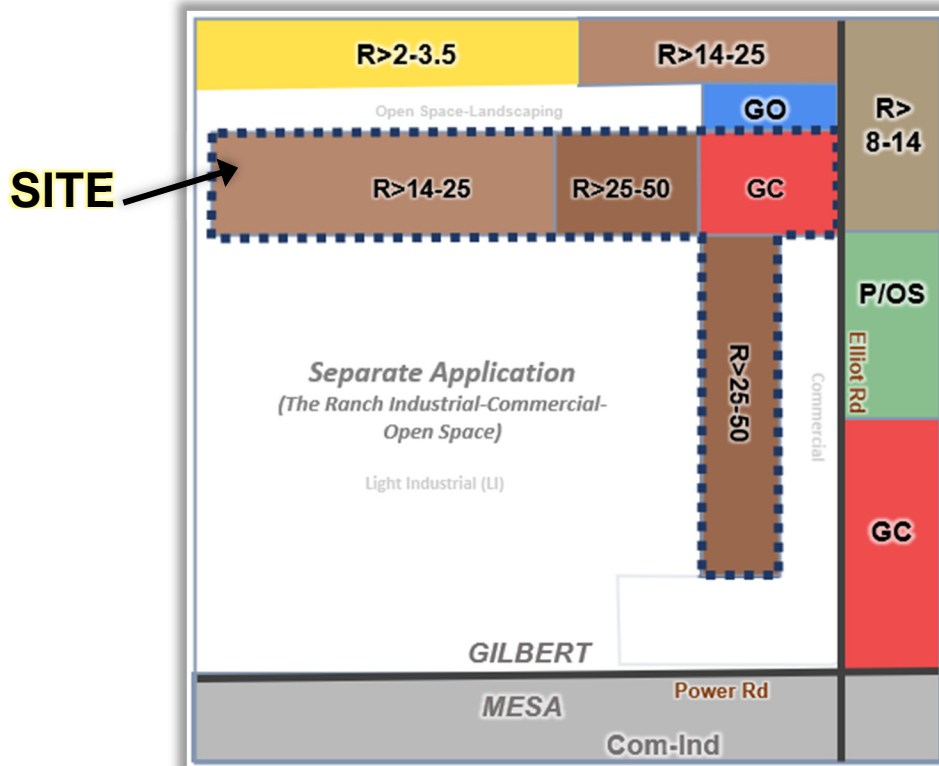 R>2-3.5
R>14-25
R>
8-14
Open Space-Landscaping
GO
SITE
R>14-25
R>25-50
GC
P/OS
Elliot Rd
R>25-50
Commercial
Separate Application
(The Ranch Industrial-Commercial-
Open Space)
Light Industrial (LI)
GC
GILBERT
Power Rd
MESA
Com-Ind